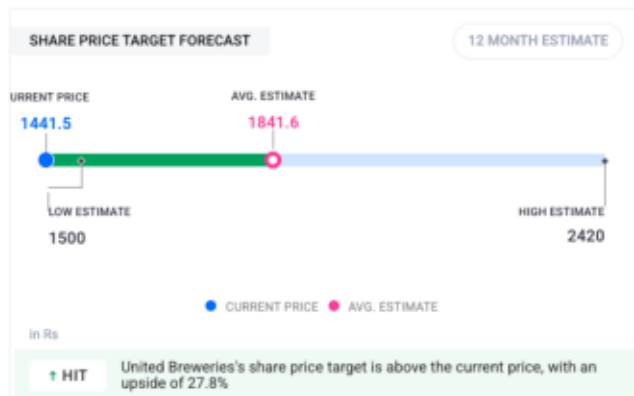 SHARE PRICE TARGET FORECAST
12 MONTH ESTIMATE
URRENT PRICE
AVG. ESTIMATE
1441.5
1841.6
LOW ESTIMATE
HIGH ESTIMATE
1500
2420
CURRENT PRICE
AVG. ESTIMATE
in Rs
↑ HIT
United Breweries's share price target is above the current price, with an
upside of 27.8%